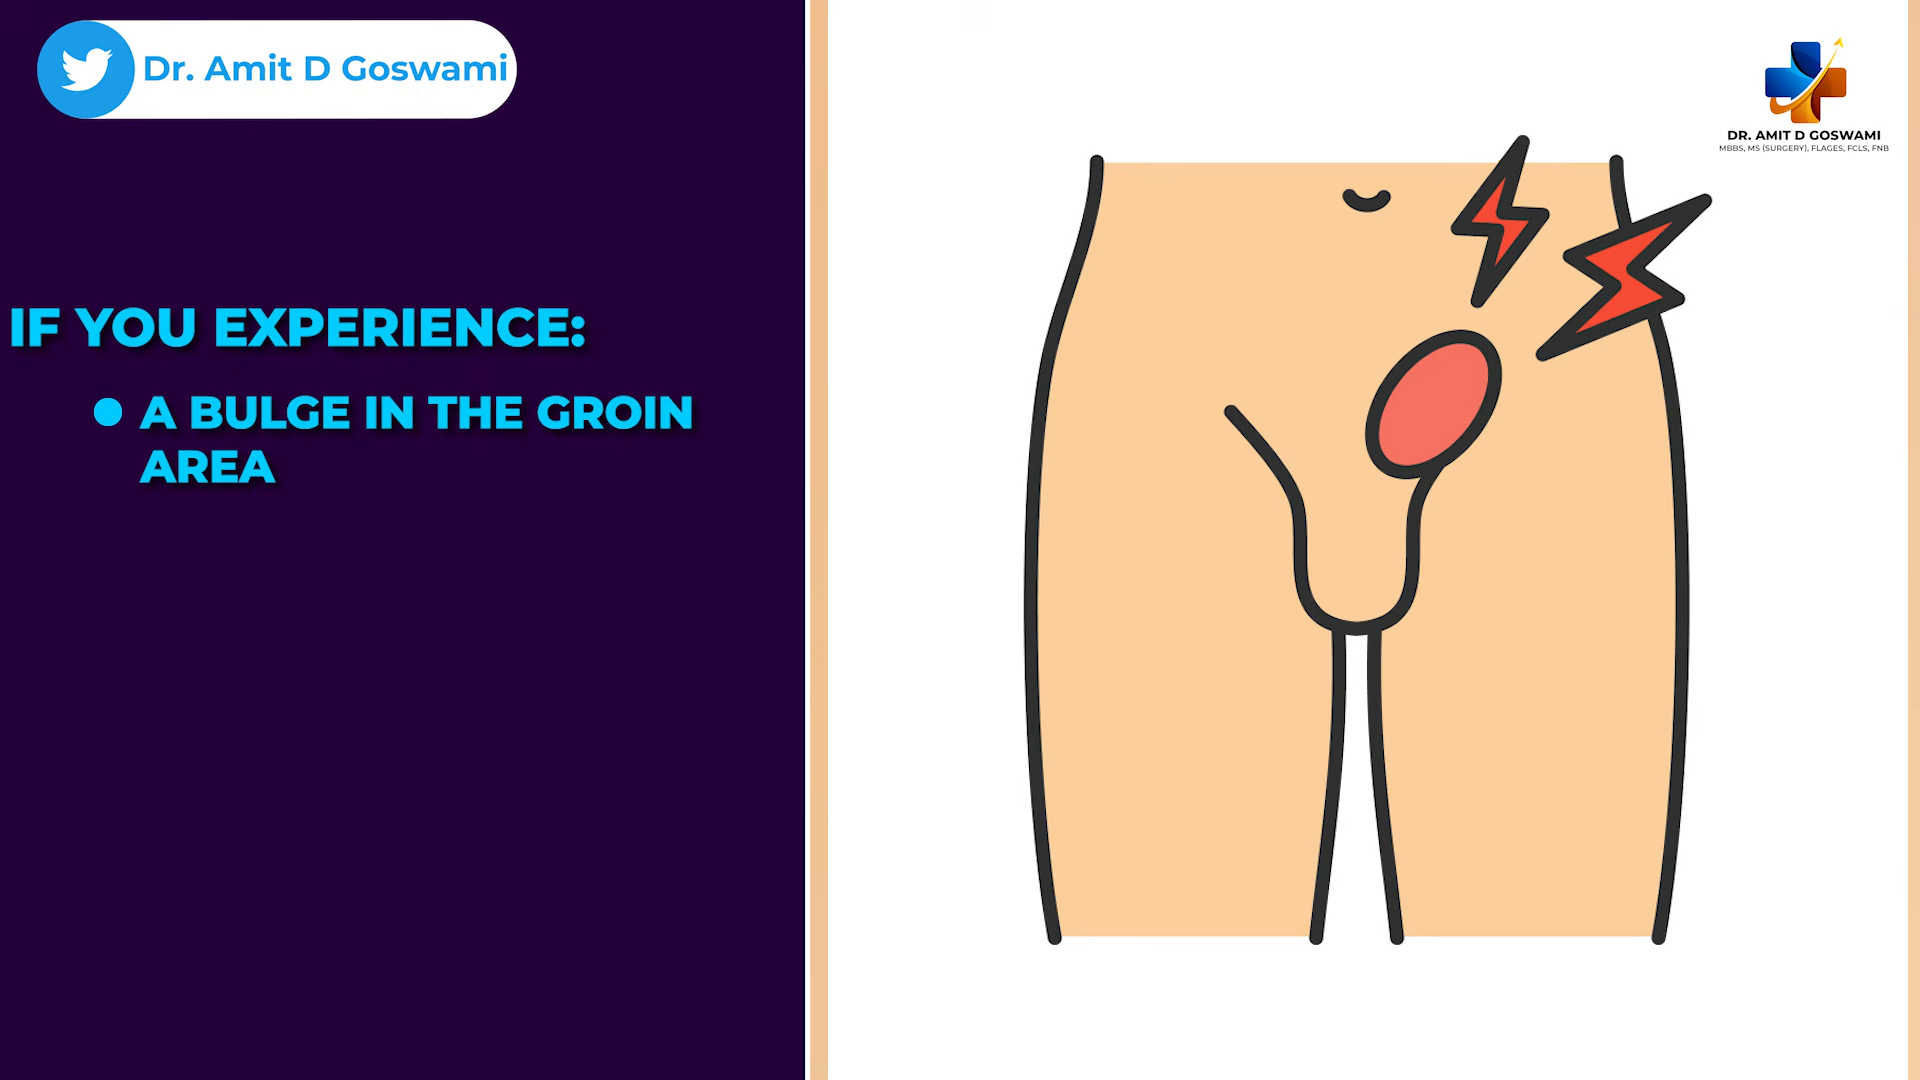 Dr. Amit D Goswami
DR. AMIT D GOSWAMI
MBBS, MS (SURGERY), FLAGES, FCLS, FNB
IF YOU EXPERIENCE:
A BULGE IN THE GROIN
AREA